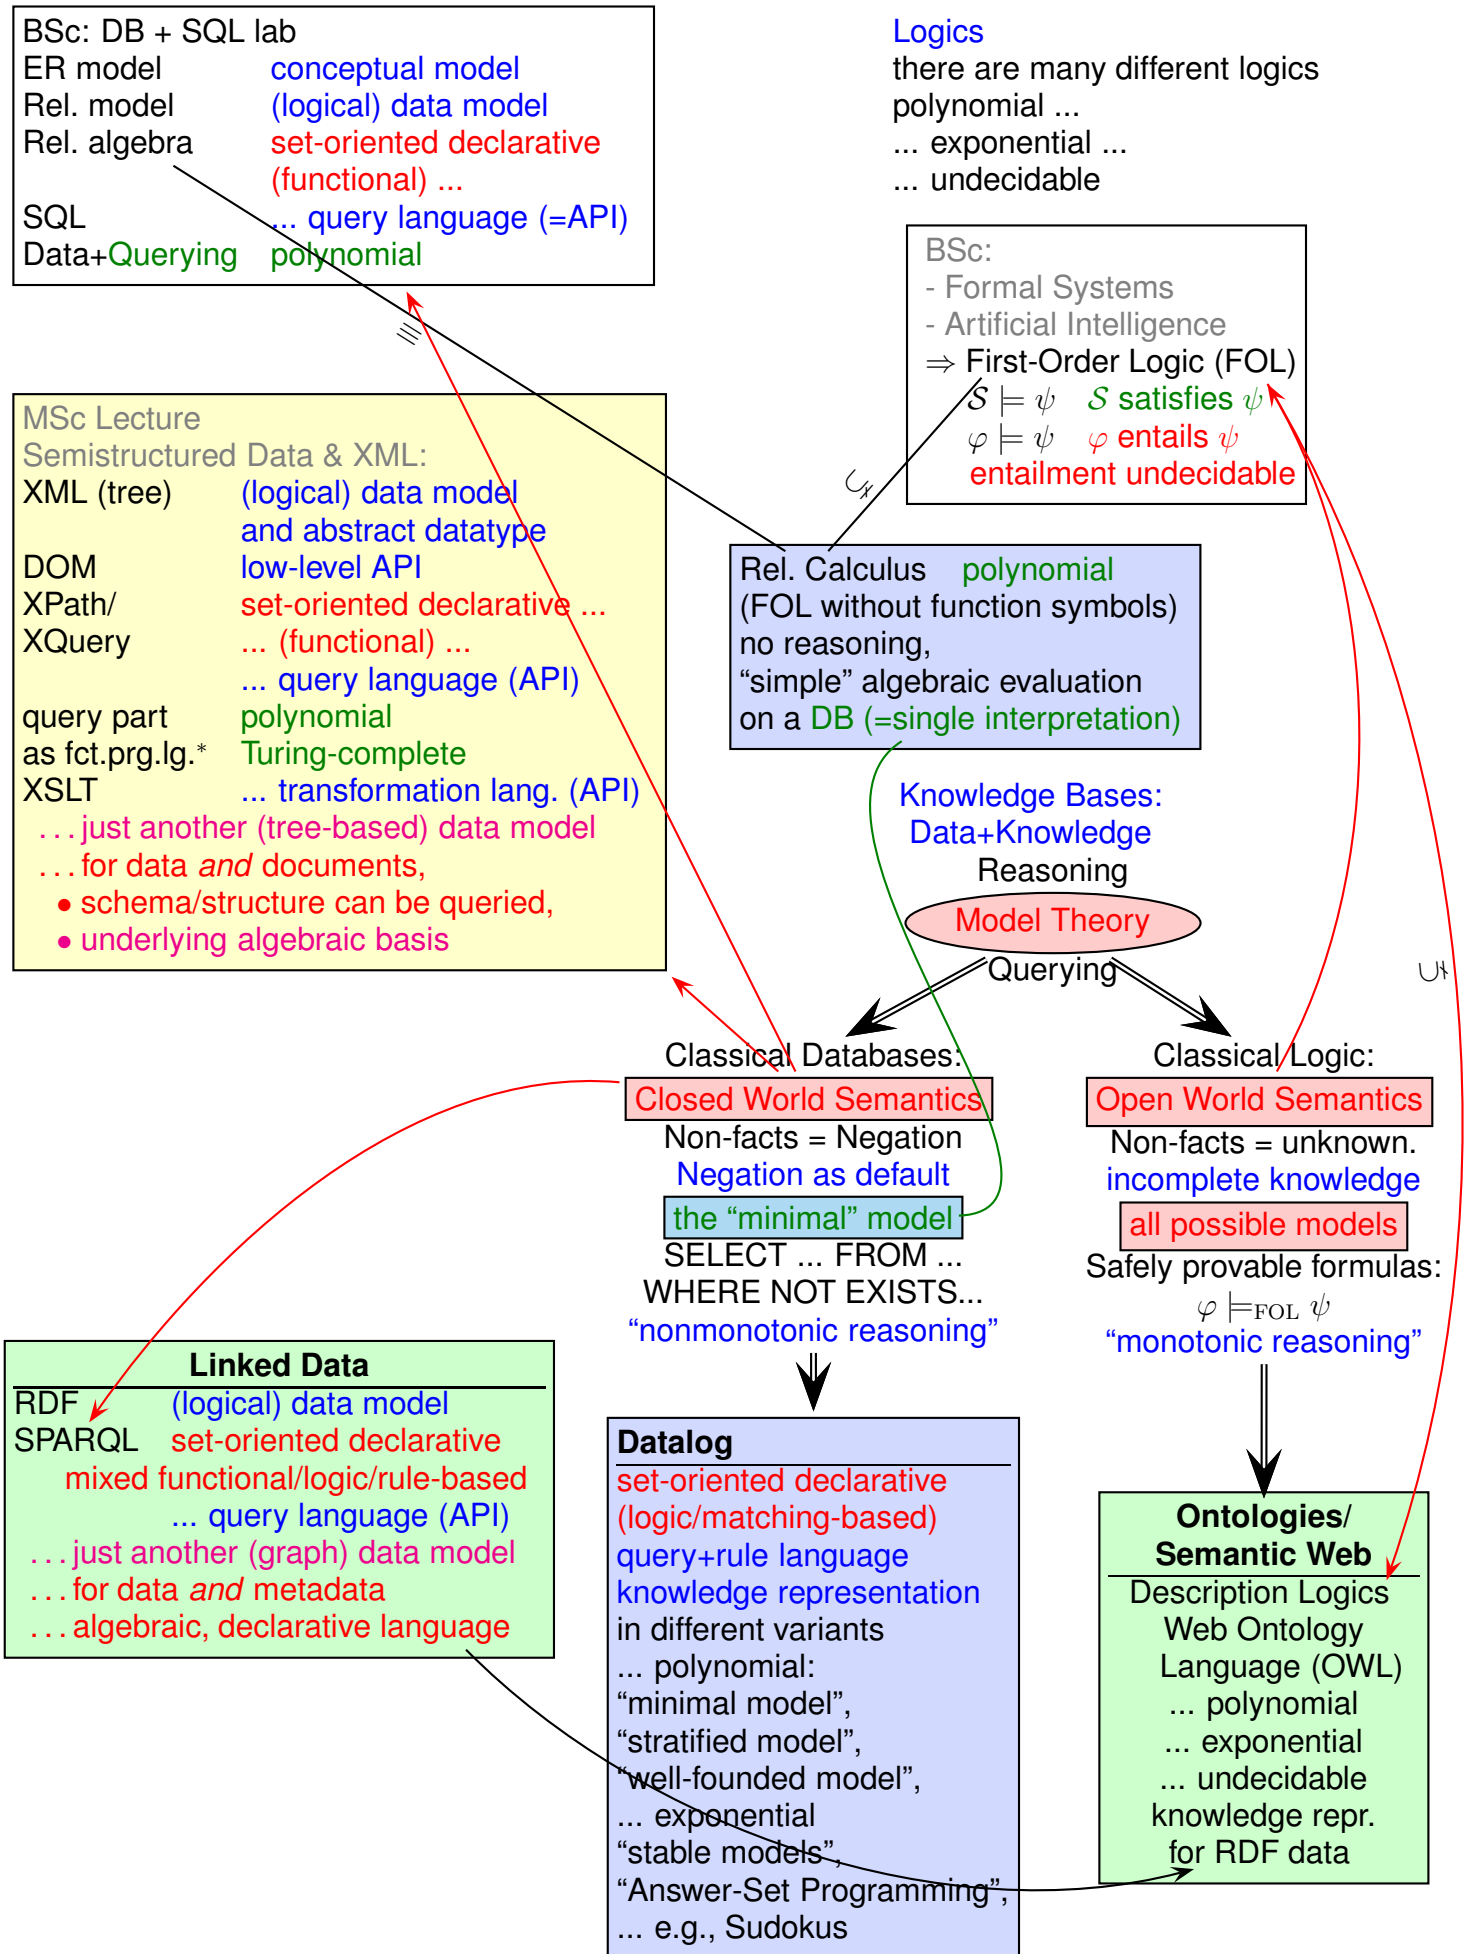 BSc: DB + SQL lab
ER model conceptual model
Rel. model (logical) data model
Rel. algebra set-oriented declarative
(functional) ...
SQL ... query language (=API)
Data+Querying polynomial
≡
Logics
there are many different logics
polynomial ...
... exponential ...
... undecidable
BSc:
- Formal Systems
- Artificial Intelligence
⇒ First-Order Logic (FOL)
𝒮 ⊨ ψ 𝒮 satisfies ψ
φ ⊨ ψ φ entails ψ
entailment undecidable
MSc Lecture
Semistructured Data & XML:
XML (tree) (logical) data model
and abstract datatype
DOM low-level API
XPath/ set-oriented declarative ...
XQuery ... (functional) ...
... query language (API)
query part polynomial
as fct.prg.lg.* Turing-complete
XSLT ... transformation lang. (API)
...just another (tree-based) data model
...for data and documents,
• schema/structure can be queried,
• underlying algebraic basis
⊊
Rel. Calculus polynomial
(FOL without function symbols)
no reasoning,
“simple” algebraic evaluation
on a DB (=single interpretation)
Knowledge Bases:
Data+Knowledge
Reasoning
Model Theory
Querying
⊊
Classical Databases:
Closed World Semantics
Non-facts = Negation
Negation as default
the “minimal” model
SELECT ... FROM ...
WHERE NOT EXISTS...
“nonmonotonic reasoning”
Classical Logic:
Open World Semantics
Non-facts = unknown.
incomplete knowledge
all possible models
Safely provable formulas:
φ ⊨FOL ψ
“monotonic reasoning”
Linked Data
RDF (logical) data model
SPARQL set-oriented declarative
mixed functional/logic/rule-based
... query language (API)
...just another (graph) data model
...for data and metadata
...algebraic, declarative language
Datalog
set-oriented declarative
(logic/matching-based)
query+rule language
knowledge representation
in different variants
... polynomial:
“minimal model”,
“stratified model”,
“well-founded model”,
... exponential
“stable models”,
“Answer-Set Programming”,
... e.g., Sudokus
Ontologies/
Semantic Web
Description Logics
Web Ontology
Language (OWL)
... polynomial
... exponential
... undecidable
knowledge repr.
for RDF data